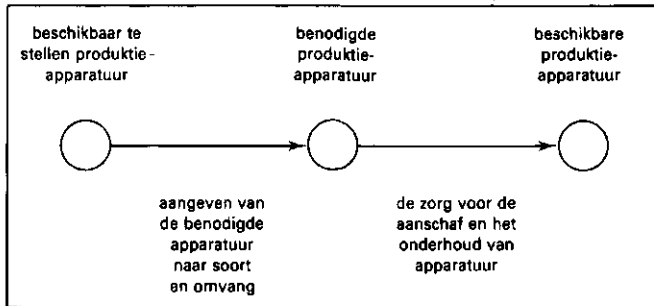 beschikbaar te
stellen produktie-
apparatuur
benodigde
produktie-
apparatuur
beschikbare
produktie-
apparatuur
aangeven van
de benodigde
apparatuur
naar soort
en omvang
de zorg voor de
aanschaf en het
onderhoud van
apparatuur